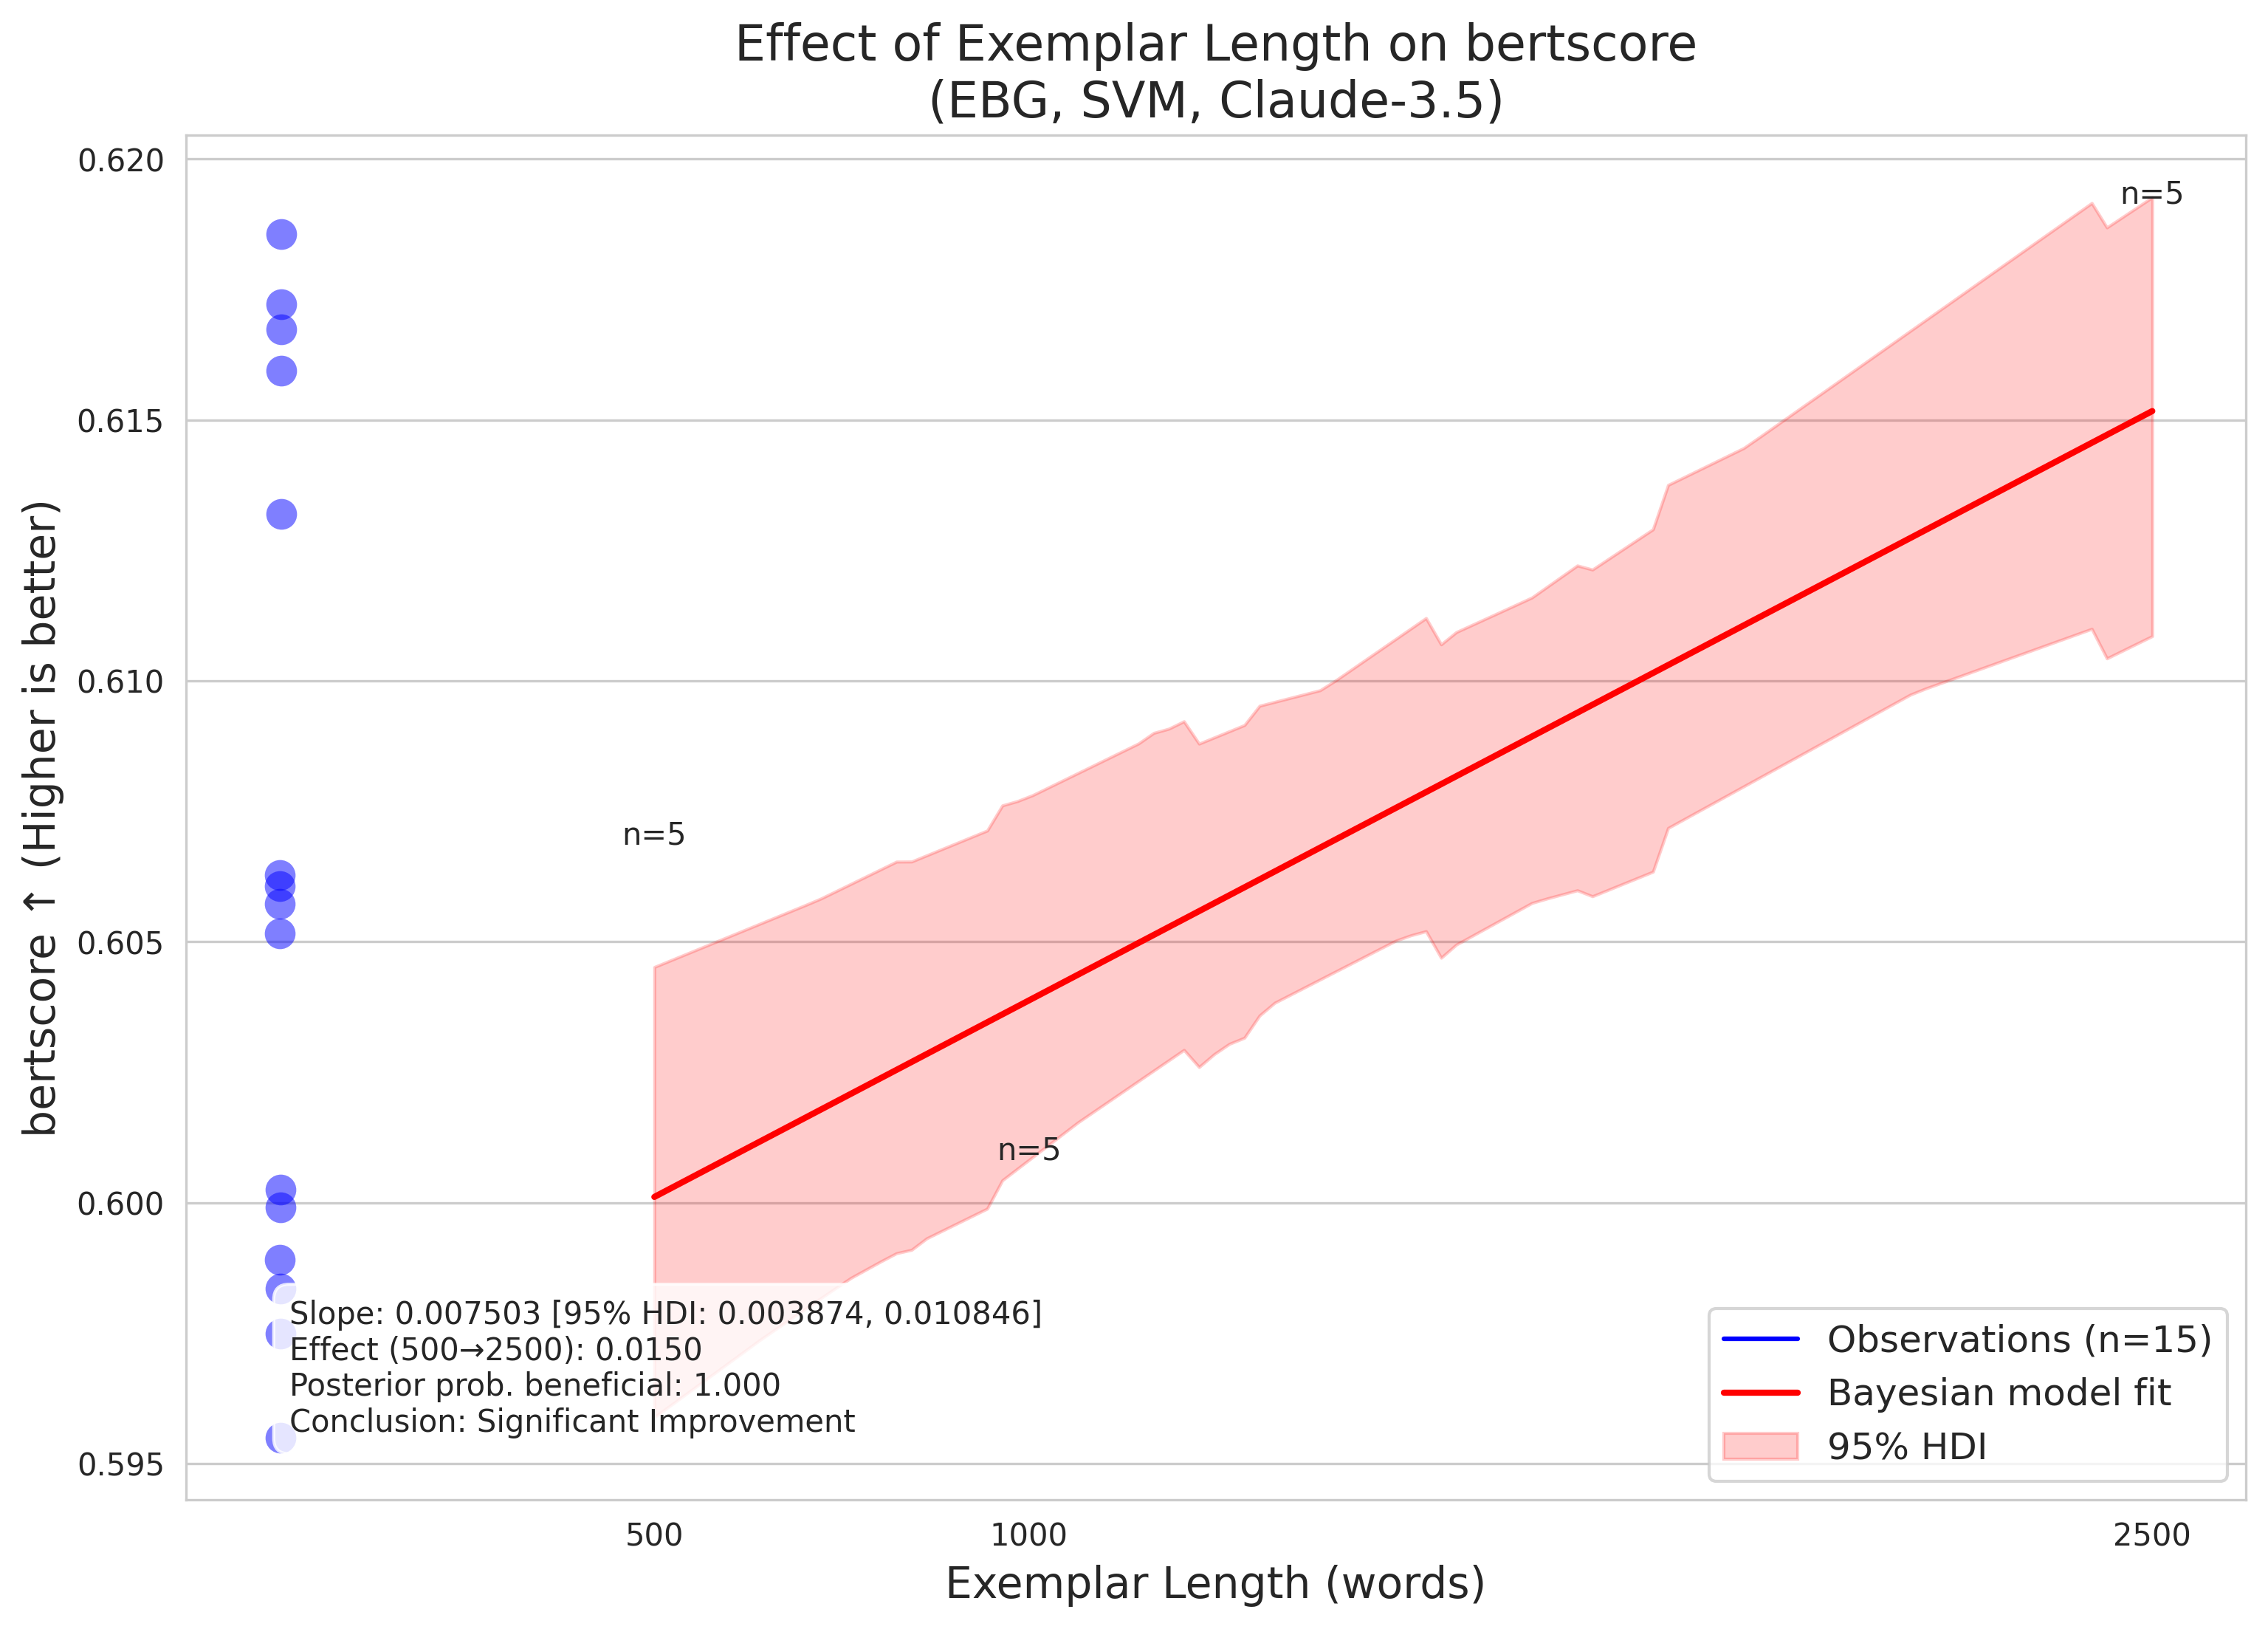 Effect of Exemplar Length on bertscore
(EBG, SVM, Claude-3.5)
bertscore ↑ (Higher is better)
0.620
0.615
0.610
0.605
0.600
0.595
n=5
n=5
n=5
Slope: 0.007503 [95% HDI: 0.003874, 0.010846]
Effect (500→2500): 0.0150
Posterior prob. beneficial: 1.000
Conclusion: Significant Improvement
Observations (n=15)
Bayesian model fit
95% HDI
500
1000
2500
Exemplar Length (words)